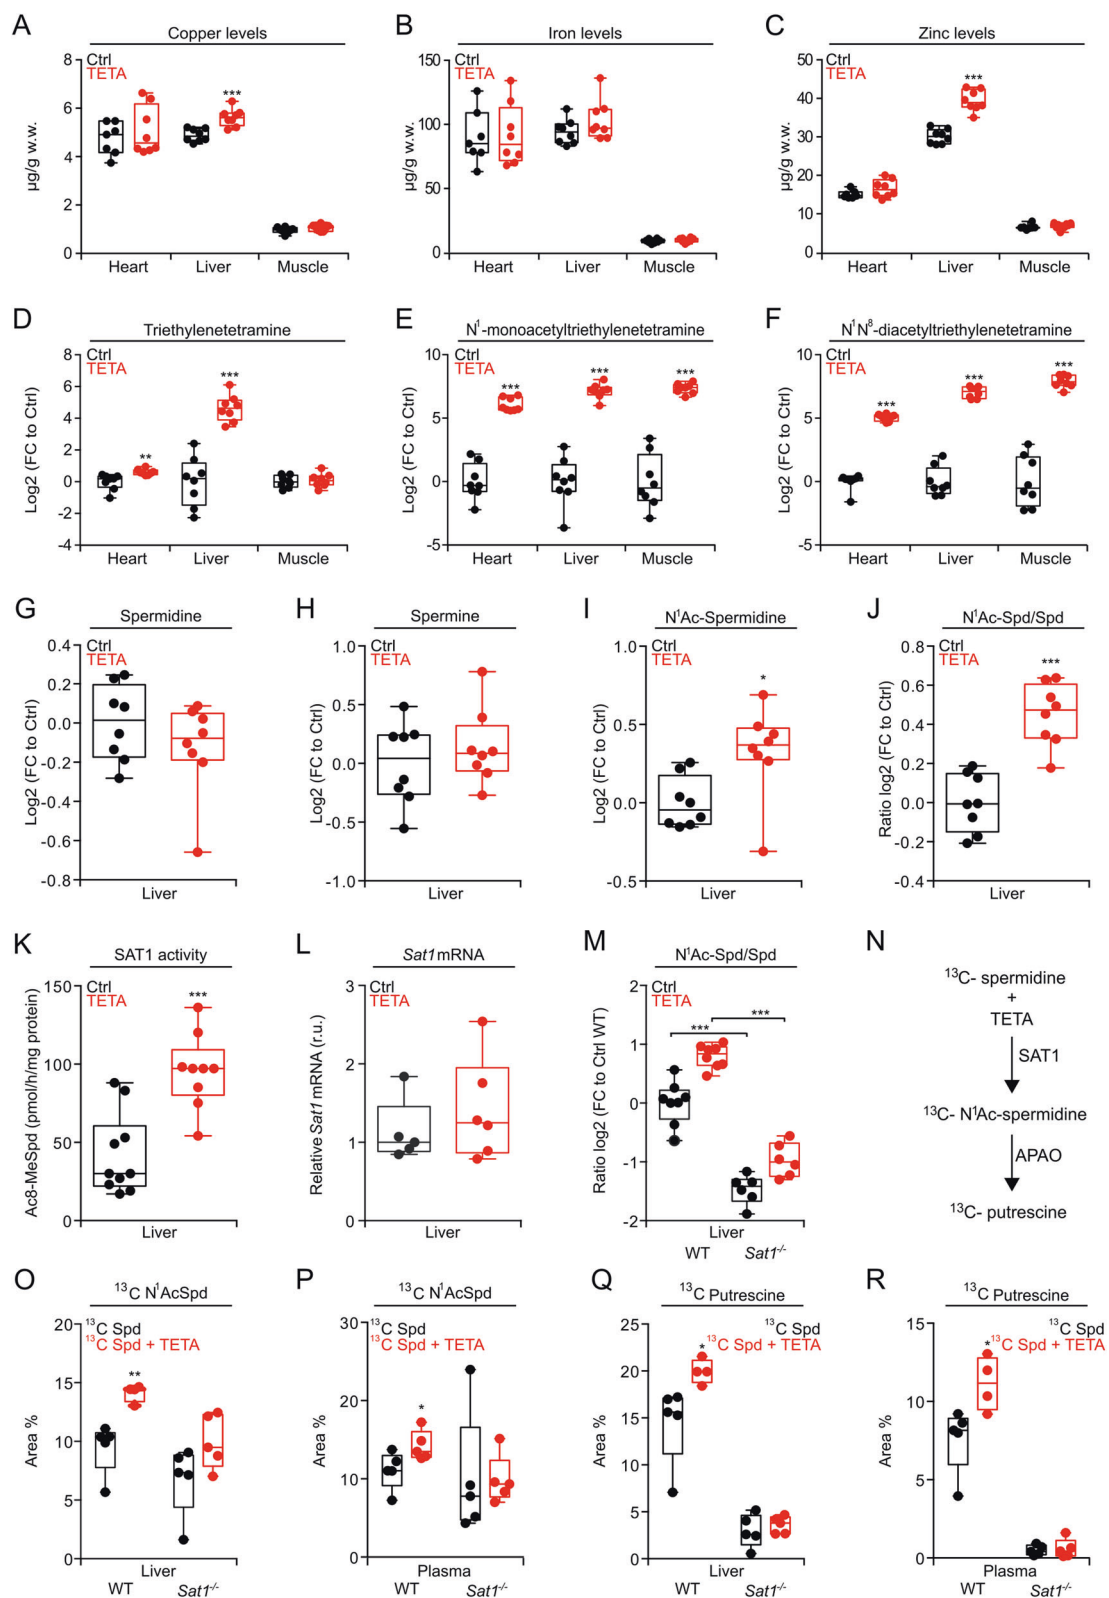 A
Copper levels
Ctrl
TETA
8
6
4
2
0
µg/g w.w.
***
Heart
Liver
Muscle
B
Iron levels
Ctrl
TETA
150
100
50
0
µg/g w.w.
Heart
Liver
Muscle
C
Zinc levels
Ctrl
TETA
50
40
30
20
10
0
µg/g w.w.
***
Heart
Liver
Muscle
D
Triethylenetetramine
Ctrl
TETA
8
6
4
2
0
-2
-4
Log2 (FC to Ctrl)
**
***
Heart
Liver
Muscle
E
N¹-monoacetyltriethylenetetramine
Ctrl
TETA
10
5
0
-5
Log2 (FC to Ctrl)
***
***
***
Heart
Liver
Muscle
F
N¹N⁸-diacetyltriethylenetetramine
Ctrl
TETA
10
5
0
-5
Log2 (FC to Ctrl)
***
***
***
Heart
Liver
Muscle
G
Spermidine
Ctrl
TETA
0.4
0.2
0.0
-0.2
-0.4
-0.6
-0.8
Log2 (FC to Ctrl)
Liver
H
Spermine
Ctrl
TETA
1.0
0.5
0.0
-0.5
-1.0
Log2 (FC to Ctrl)
Liver
I
N¹Ac-Spermidine
Ctrl
TETA
1.0
0.5
0.0
-0.5
Log2 (FC to Ctrl)
*
Liver
J
N¹Ac-Spd/Spd
Ctrl
TETA
0.8
0.6
0.4
0.2
0.0
-0.2
-0.4
Ratio log2 (FC to Ctrl)
***
Liver
K
SAT1 activity
Ctrl
TETA
150
100
50
0
Ac8-MeSpd (pmol/h/mg protein)
***
Liver
L
Sat1 mRNA
Ctrl
TETA
3
2
1
0
Relative Sat1 mRNA (r.u.)
Liver
M
N¹Ac-Spd/Spd
Ctrl
TETA
2
1
0
-1
-2
Ratio log2 (FC to Ctrl WT)
***
***
Liver
WT
Sat1⁻/⁻
N
¹³C- spermidine
+
TETA
SAT1
¹³C- N¹Ac-spermidine
APAO
¹³C- putrescine
O
¹³C N¹AcSpd
¹³C Spd
¹³C Spd + TETA
20
15
10
5
0
Area %
**
Liver
WT
Sat1⁻/⁻
P
¹³C N¹AcSpd
¹³C Spd
¹³C Spd + TETA
30
20
10
0
Area %
*
Plasma
WT
Sat1⁻/⁻
Q
¹³C Putrescine
¹³C Spd
¹³C Spd + TETA
25
20
15
10
5
0
Area %
*
Liver
WT
Sat1⁻/⁻
R
¹³C Putrescine
¹³C Spd
¹³C Spd + TETA
15
10
5
0
Area %
*
Plasma
WT
Sat1⁻/⁻